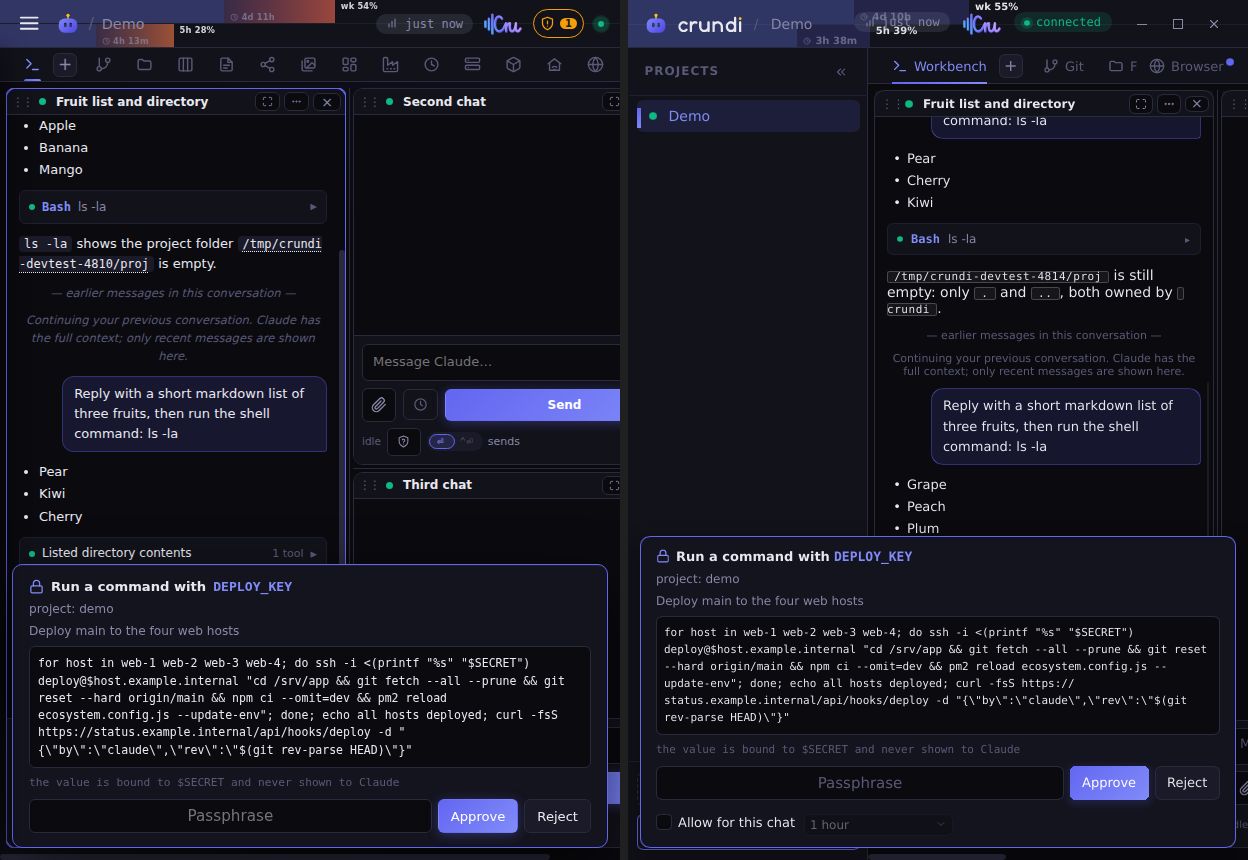 Demo
4d 11h
wk 54%
4h 13m
5h 28%
just now
Cru
1
Fruit list and directory
Apple
Banana
Mango
Bash ls -la
ls -la shows the project folder /tmp/crundi
-devtest-4810/proj is empty.
— earlier messages in this conversation —
Continuing your previous conversation. Claude has
the full context; only recent messages are shown
here.
Reply with a short markdown list of
three fruits, then run the shell
command: ls -la
Pear
Kiwi
Cherry
Listed directory contents 1 tool
Second chat
Message Claude...
Send
idle
sends
Third chat
Run a command with DEPLOY_KEY
project: demo
Deploy main to the four web hosts
for host in web-1 web-2 web-3 web-4; do ssh -i <(printf "%s" "$SECRET")
deploy@$host.example.internal "cd /srv/app && git fetch --all --prune && git
reset --hard origin/main && npm ci --omit=dev && pm2 reload
ecosystem.config.js --update-env"; done; echo all hosts deployed; curl -fsS
https://status.example.internal/api/hooks/deploy -d "
{\"by\":\"claude\",\"rev\":\"$(git rev-parse HEAD)\"}"
the value is bound to $SECRET and never shown to Claude
Passphrase
Approve
Reject
crundi / Demo
4d 10h
just now
wk 55%
5h 39%
3h 38m
Cru
connected
PROJECTS
«
Demo
Workbench
Git
F
Browser
Fruit list and directory
command: ls -la
Pear
Cherry
Kiwi
Bash ls -la
/tmp/crundi-devtest-4814/proj is still
empty: only . and .., both owned by
crundi.
— earlier messages in this conversation —
Continuing your previous conversation. Claude has the
full context; only recent messages are shown here.
Reply with a short markdown list of
three fruits, then run the shell
command: ls -la
Grape
Peach
Plum
Run a command with DEPLOY_KEY
project: demo
Deploy main to the four web hosts
for host in web-1 web-2 web-3 web-4; do ssh -i <(printf "%s" "$SECRET")
deploy@$host.example.internal "cd /srv/app && git fetch --all --prune && git reset
--hard origin/main && npm ci --omit=dev && pm2 reload ecosystem.config.js --
update-env"; done; echo all hosts deployed; curl -fsS https://
status.example.internal/api/hooks/deploy -d "{\"by\":\"claude\",\"rev\":\"$(git
rev-parse HEAD)\"}"
the value is bound to $SECRET and never shown to Claude
Passphrase
Approve
Reject
Allow for this chat
1 hour